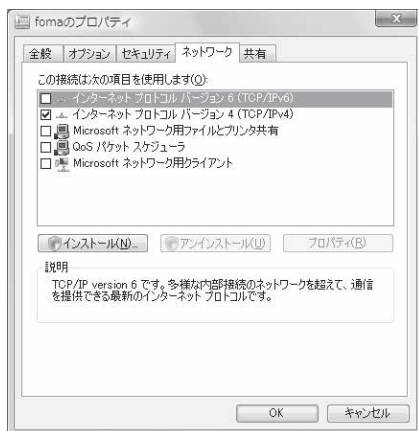 fomaのプロパティ
全般 オプション セキュリティ ネットワーク 共有
この接続は次の項目を使用します(O):
インターネット プロトコル バージョン 6 (TCP/IPv6)
インターネット プロトコル バージョン 4 (TCP/IPv4)
Microsoft ネットワーク用ファイルとプリンタ共有
QoS パケット スケジューラ
Microsoft ネットワーク用クライアント
インストール(N)... アンインストール(U) プロパティ(R)
説明
TCP/IP version 6 です。多様な内部接続のネットワークを超えて、通信
を提供できる最新のインターネット プロトコルです。
OK キャンセル